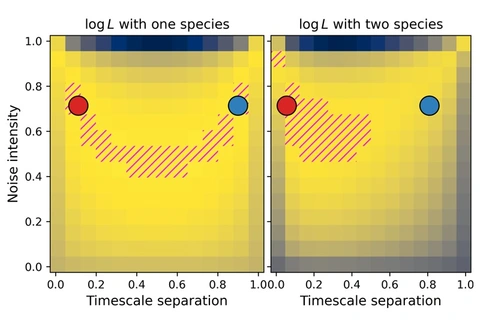 log L with one species
log L with two species
Noise intensity
1.0
0.8
0.6
0.4
0.2
0.0
0.0 0.2 0.4 0.6 0.8 1.0
0.0 0.2 0.4 0.6 0.8 1.0
Timescale separation
Timescale separation